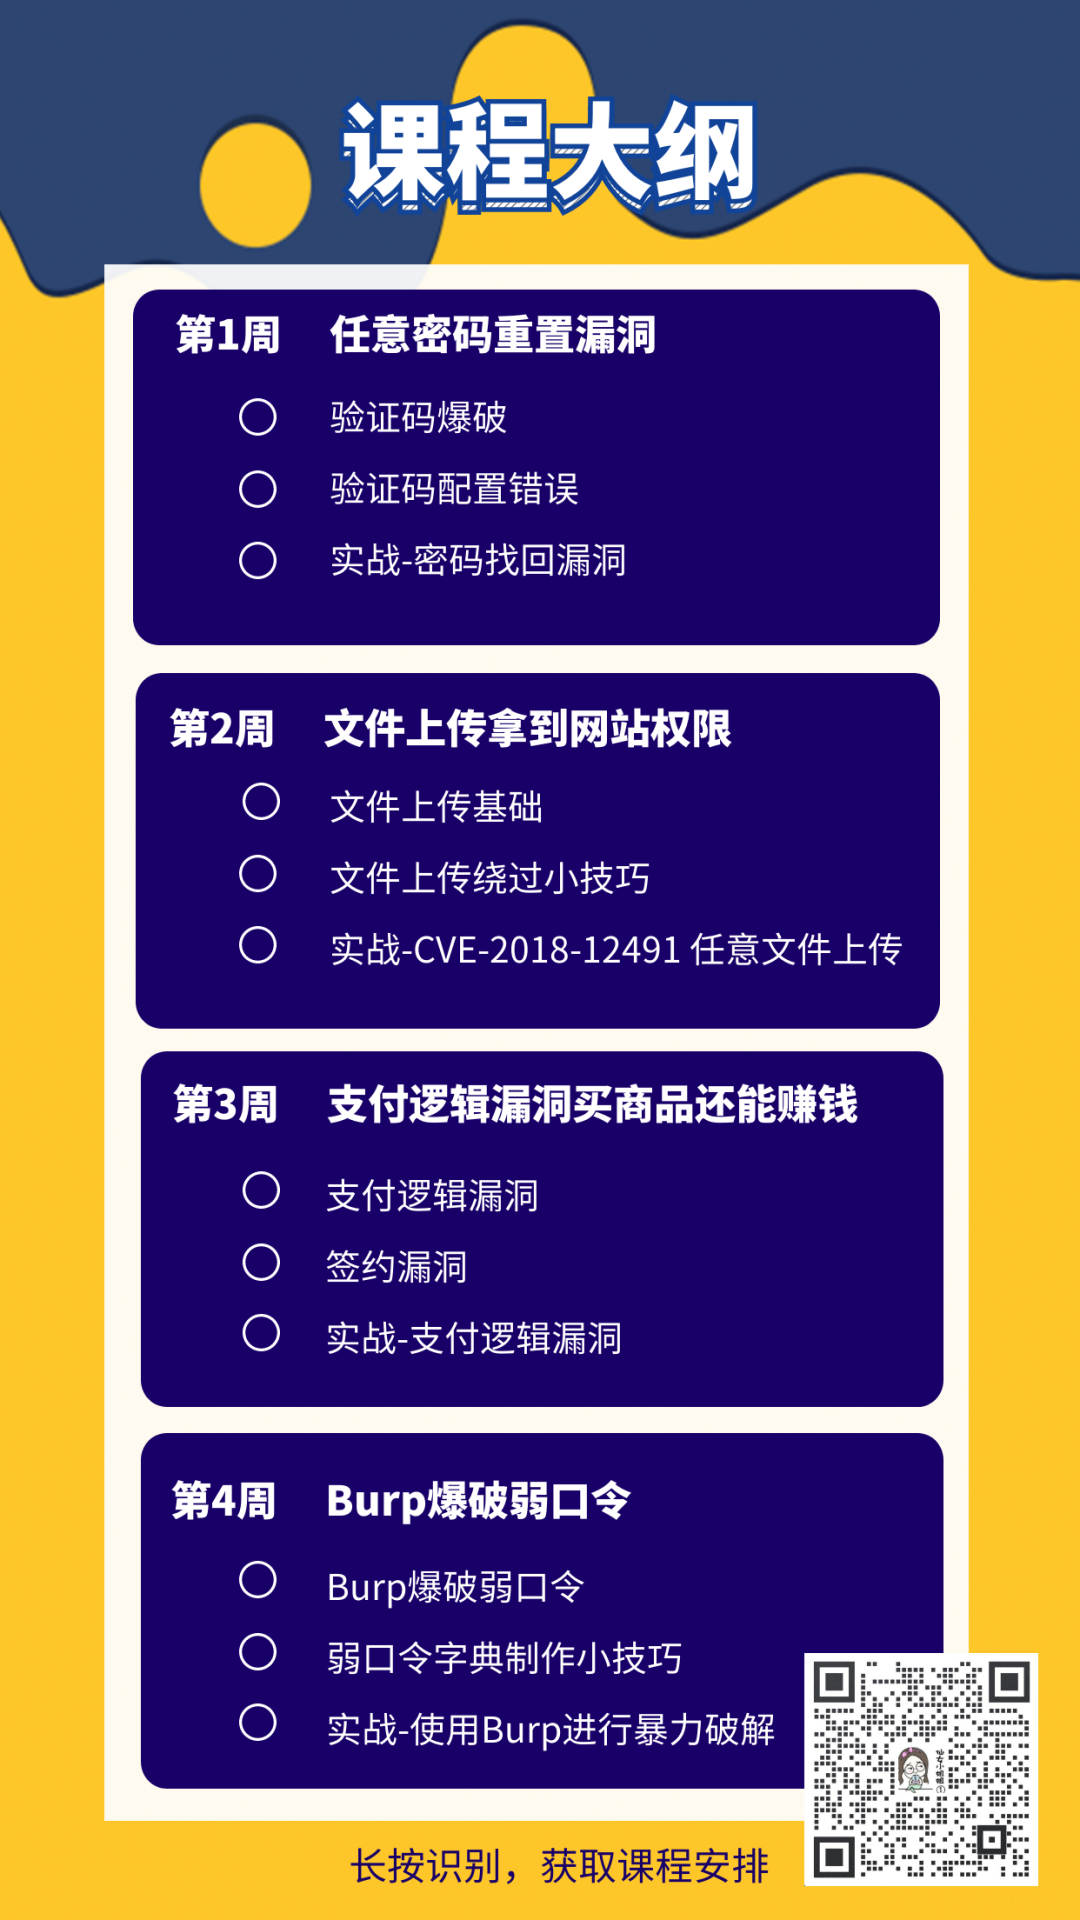 课程大纲
第1周 任意密码重置漏洞
验证码爆破
验证码配置错误
实战-密码找回漏洞
第2周 文件上传拿到网站权限
文件上传基础
文件上传绕过小技巧
实战-CVE-2018-12491 任意文件上传
第3周 支付逻辑漏洞买商品还能赚钱
支付逻辑漏洞
签约漏洞
实战-支付逻辑漏洞
第4周 Burp爆破弱口令
Burp爆破弱口令
弱口令字典制作小技巧
实战-使用Burp进行暴力破解
长按识别，获取课程安排